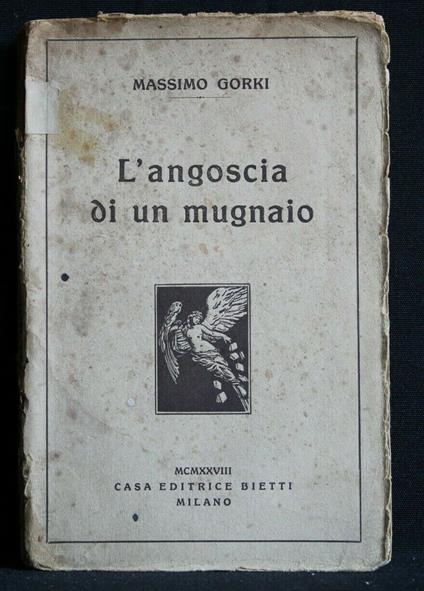 MASSIMO GORKI
L'angoscia
di un mugnaio
MCMXXVIII
CASA EDITRICE BIETTI
MILANO